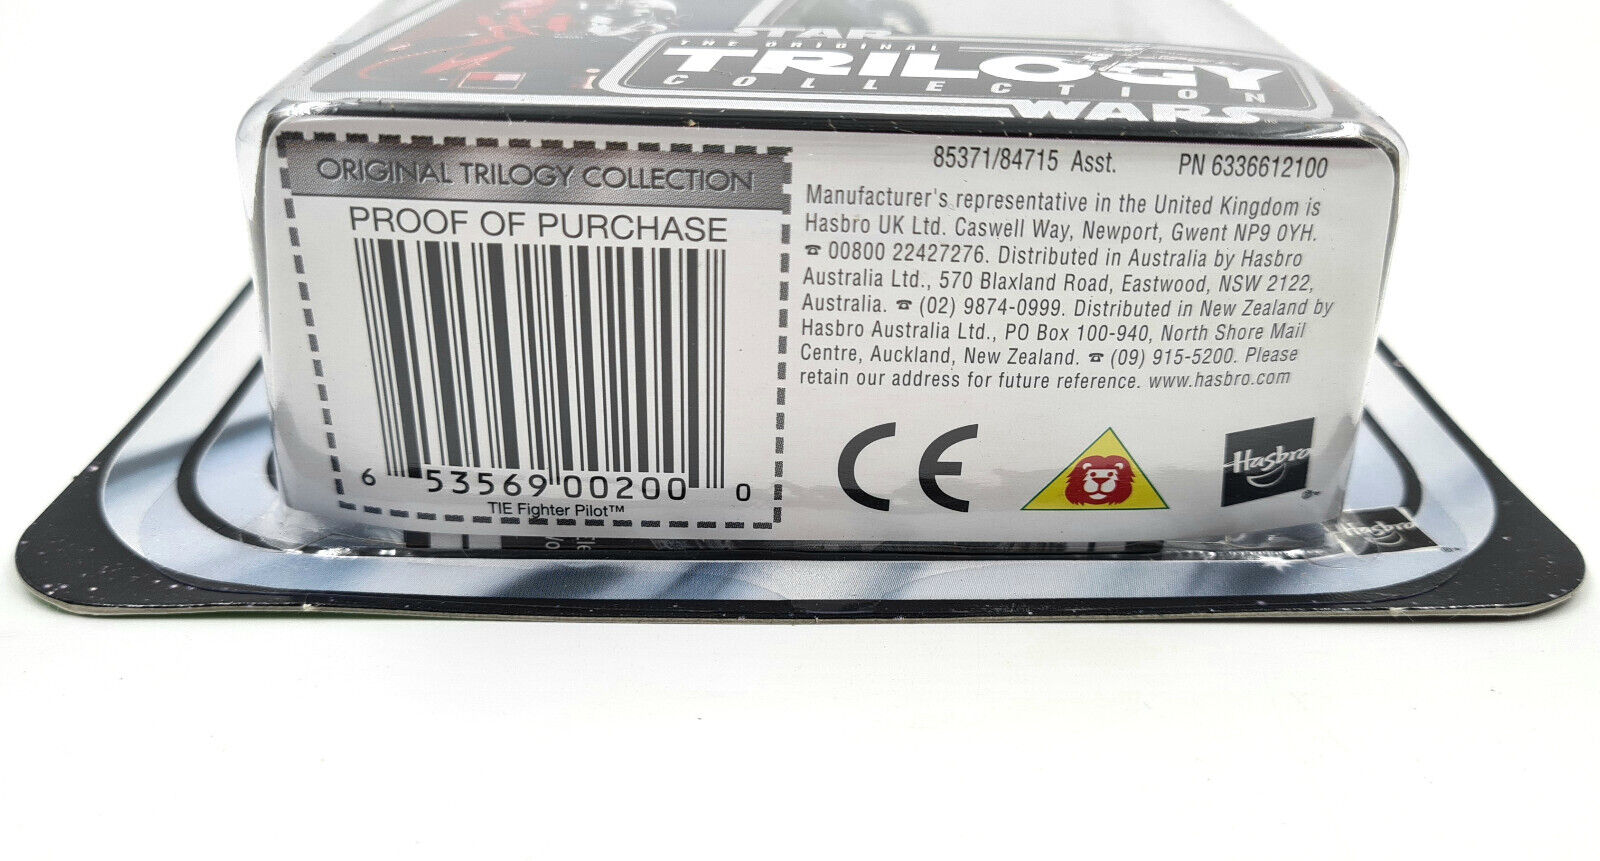 STAR
THE ORIGINAL
TRILOGY
COLLECTION
WARS
ORIGINAL TRILOGY COLLECTION
PROOF OF PURCHASE
6 53569 00200 0
TIE Fighter Pilot™
85371/84715 Asst. PN 6336612100
Manufacturer's representative in the United Kingdom is
Hasbro UK Ltd. Caswell Way, Newport, Gwent NP9 0YH.
☎ 00800 22427276. Distributed in Australia by Hasbro
Australia Ltd., 570 Blaxland Road, Eastwood, NSW 2122,
Australia. ☎ (02) 9874-0999. Distributed in New Zealand by
Hasbro Australia Ltd., PO Box 100-940, North Shore Mail
Centre, Auckland, New Zealand. ☎ (09) 915-5200. Please
retain our address for future reference. www.hasbro.com
CE
Hasbro
Hasbro